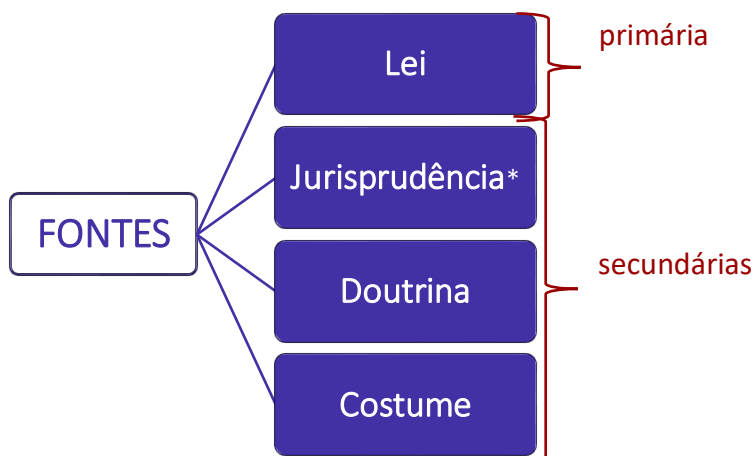 FONTES
Lei
primária
Jurisprudência*
Doutrina
Costume
secundárias